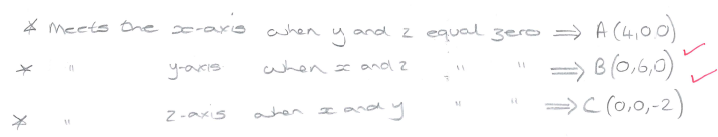 * Meets the x-axis when y and z equal zero ⇒ A(4,0,0)
* " y-axis when x and z " " ⇒ B(0,6,0) ✓
* " z-axis when x and y " " ⇒ C(0,0,-2) ✓